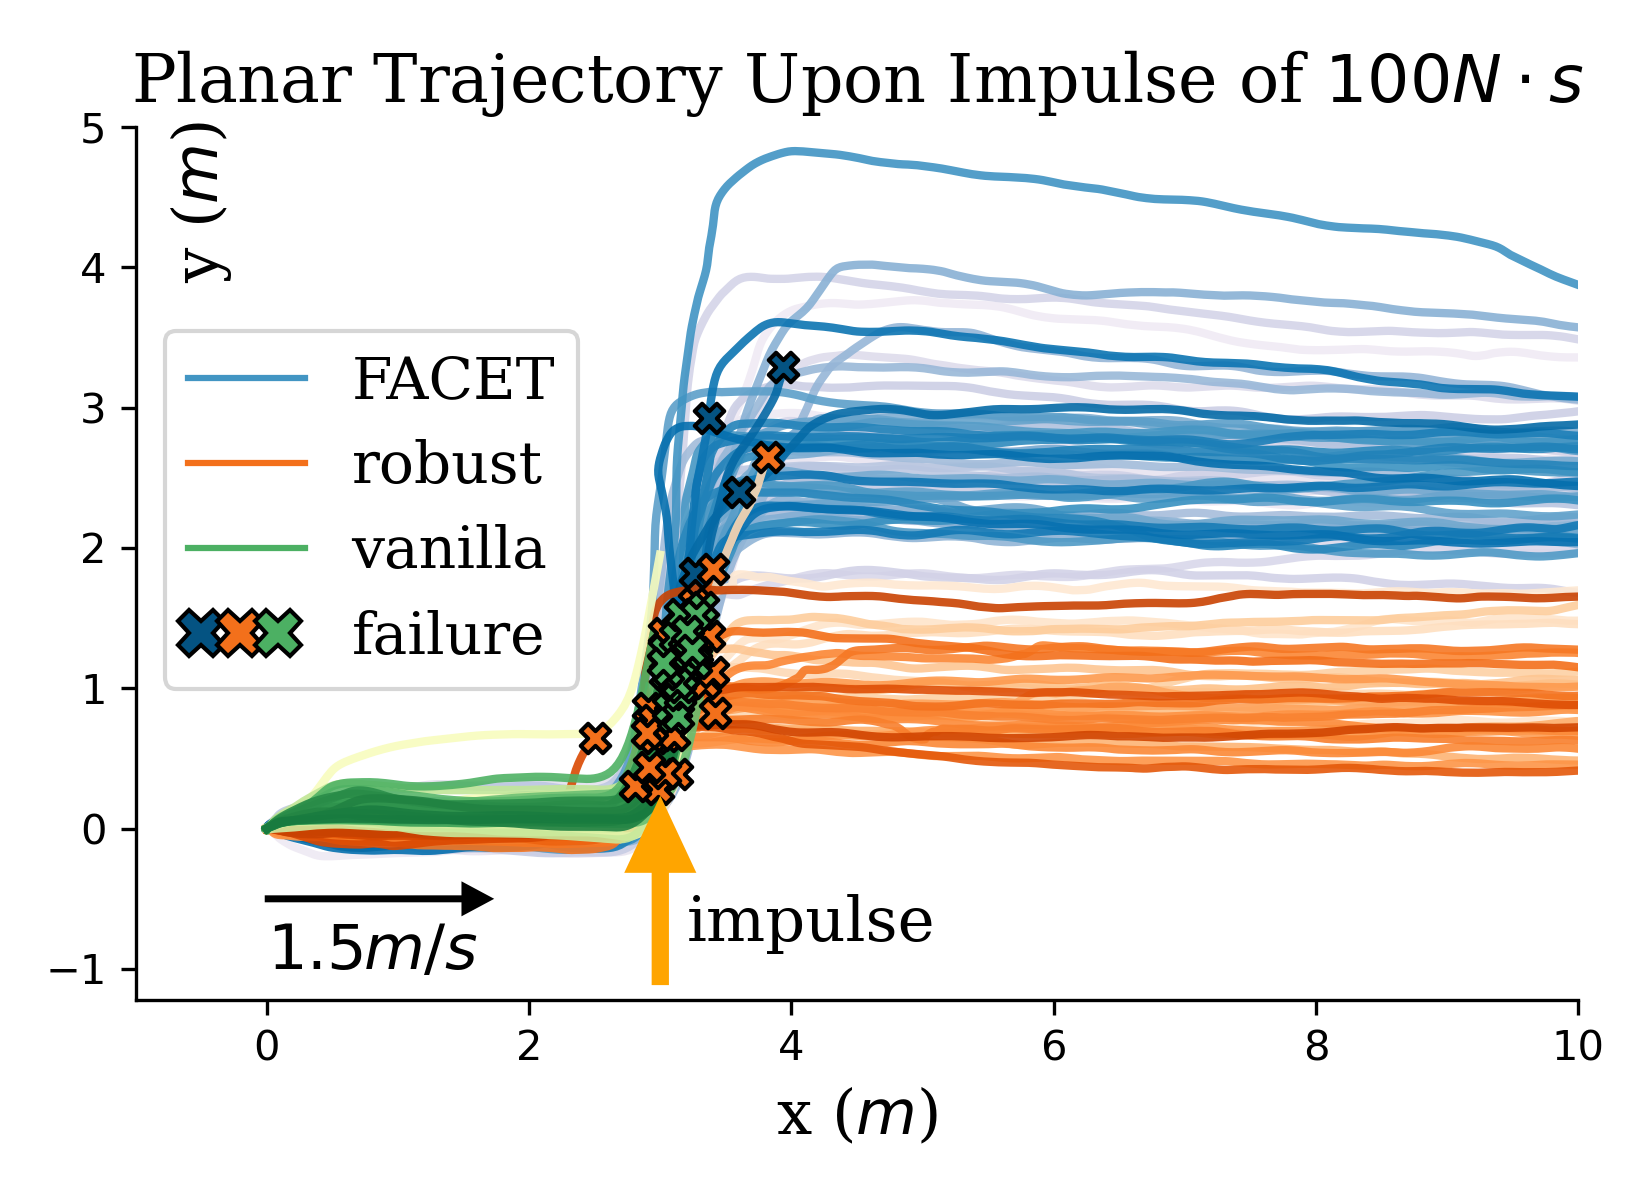 Planar Trajectory Upon Impulse of 100N · s
y (m)
5
4
3
2
1
0
−1
FACET
robust
vanilla
failure
1.5m/s
impulse
0 2 4 6 8 10
x (m)